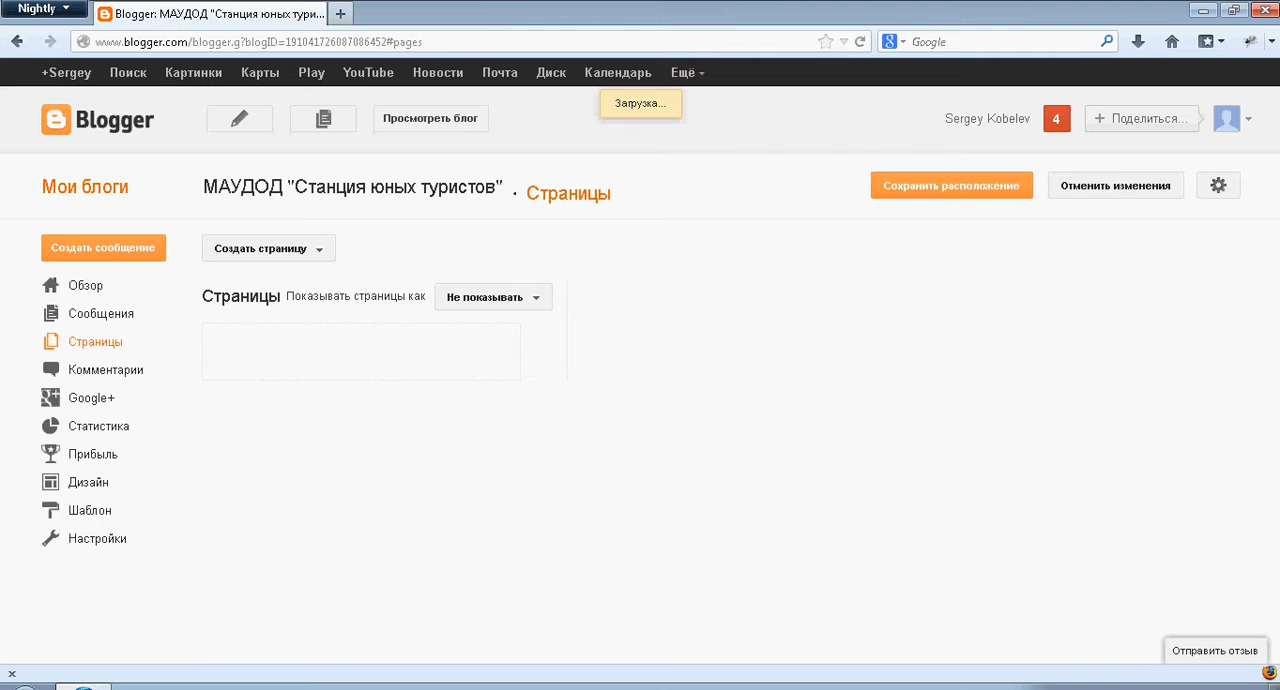 Nightly
Blogger: МАУДОД "Станция юных тури...
www.blogger.com/blogger.g?blogID=191041726087086452#pages
Google
+Sergey Поиск Картинки Карты Play YouTube Новости Почта Диск Календарь Ещё
Загрузка...
Blogger
Просмотреть блог
Sergey Kobelev
4
+ Поделиться...
Мои блоги
МАУДОД "Станция юных туристов" · Страницы
Сохранить расположение
Отменить изменения
Создать сообщение
Создать страницу
Обзор
Страницы Показывать страницы как Не показывать
Сообщения
Страницы
Комментарии
Google+
Статистика
Прибыль
Дизайн
Шаблон
Настройки
Отправить отзыв